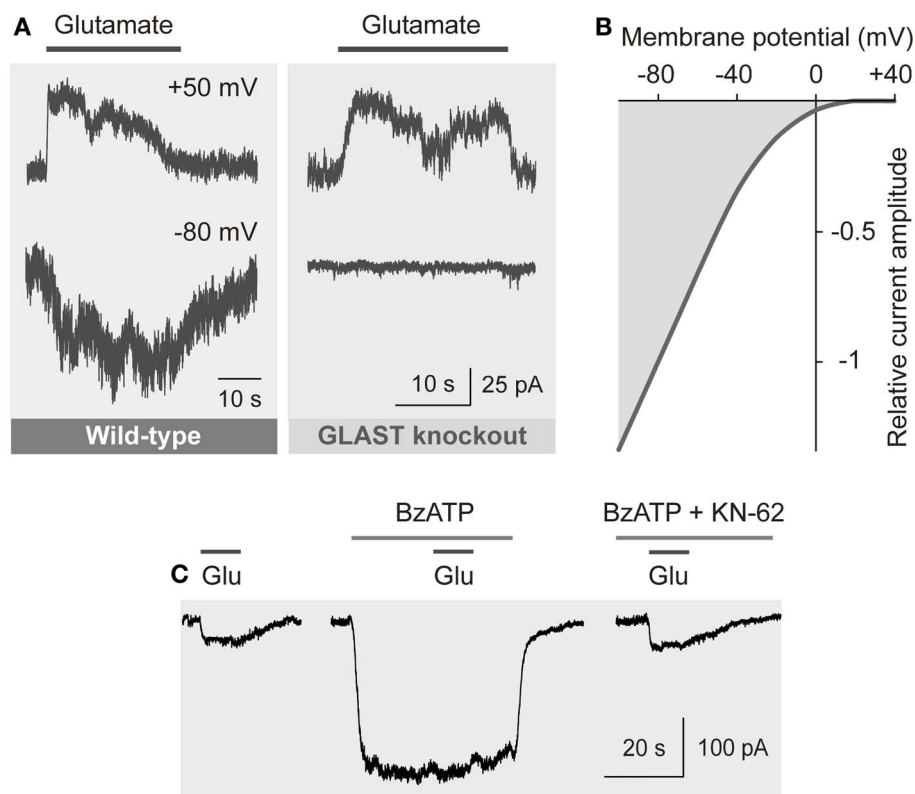 A
Glutamate
Glutamate
+50 mV
-80 mV
10 s
10 s 25 pA
Wild-type
GLAST knockout
B
Membrane potential (mV)
-80 -40 0 +40
-0.5
-1
Relative current amplitude
C
BzATP
BzATP + KN-62
Glu Glu Glu
20 s 100 pA